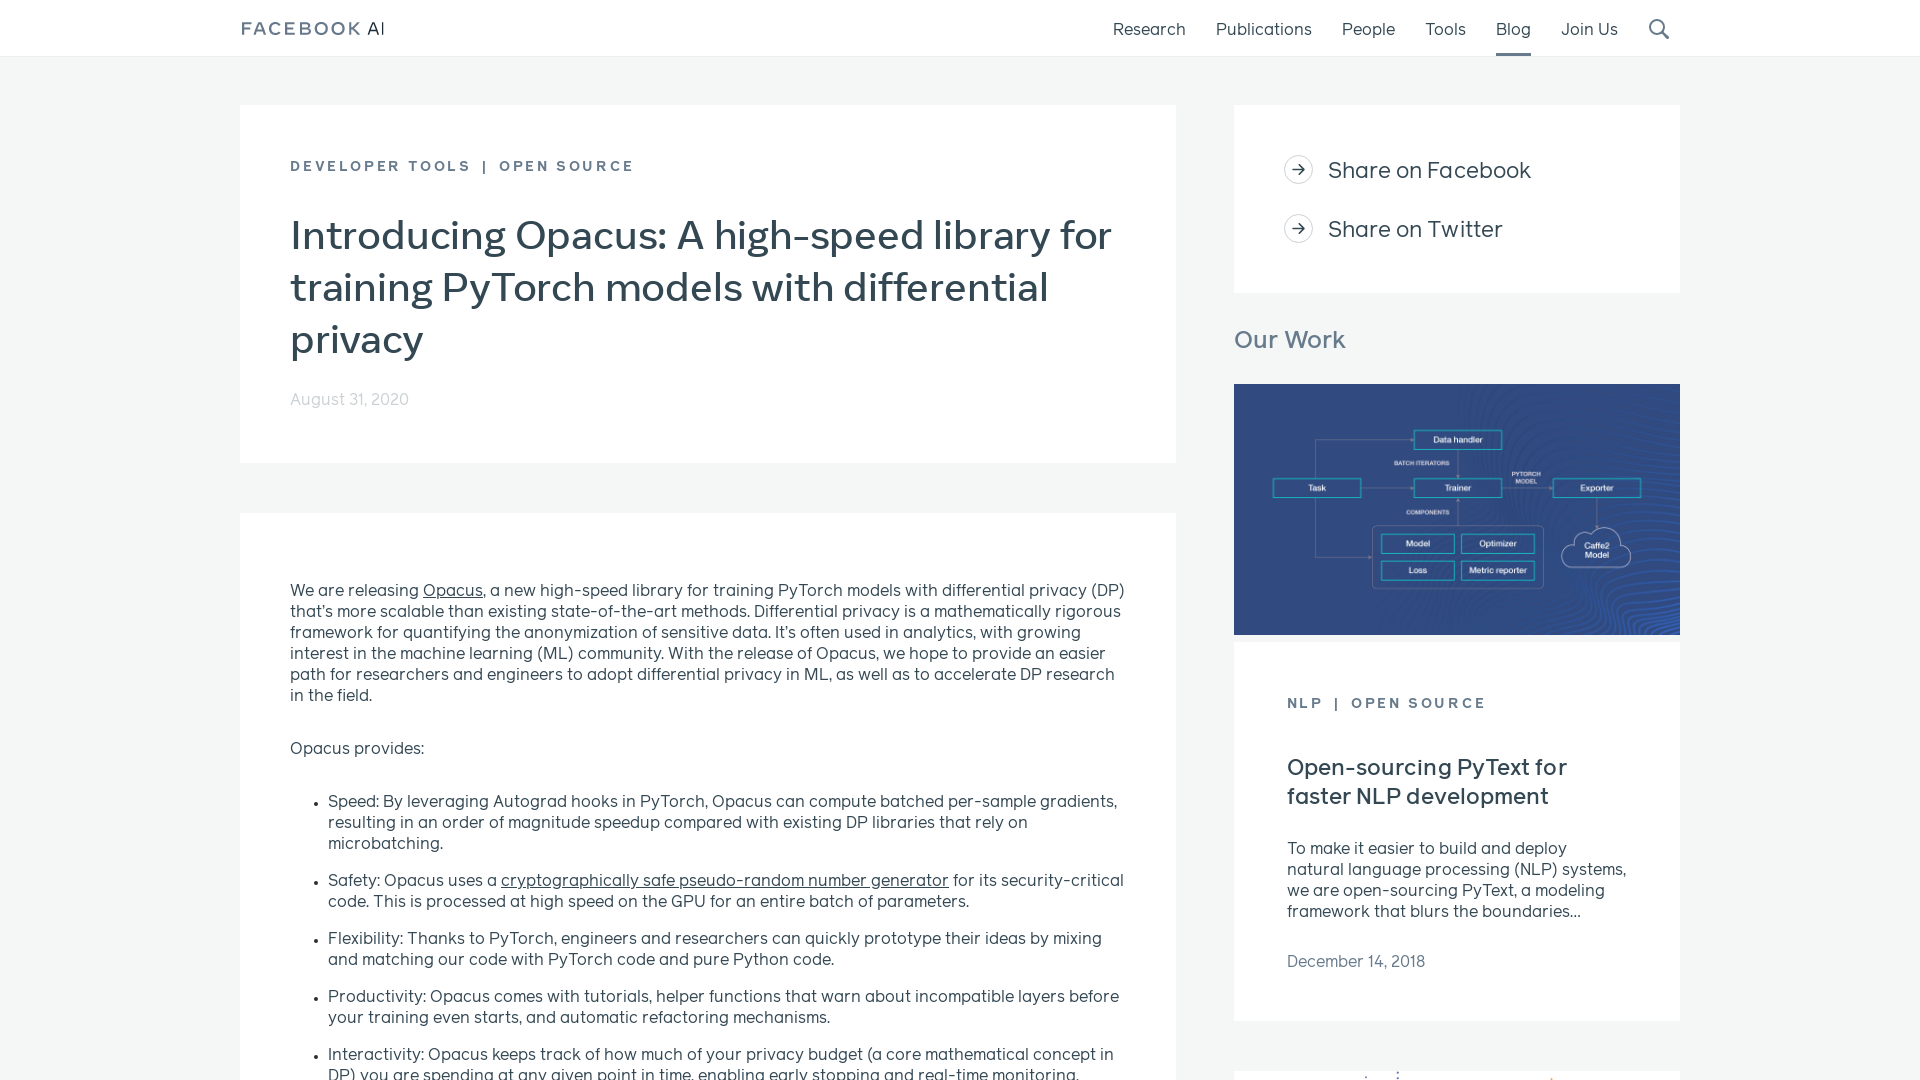 FACEBOOK AI
Research
Publications
People
Tools
Blog
Join Us
DEVELOPER TOOLS | OPEN SOURCE
Introducing Opacus: A high-speed library for
training PyTorch models with differential
privacy
August 31, 2020
We are releasing Opacus, a new high-speed library for training PyTorch models with differential privacy (DP)
that’s more scalable than existing state-of-the-art methods. Differential privacy is a mathematically rigorous
framework for quantifying the anonymization of sensitive data. It’s often used in analytics, with growing
interest in the machine learning (ML) community. With the release of Opacus, we hope to provide an easier
path for researchers and engineers to adopt differential privacy in ML, as well as to accelerate DP research
in the field.
Opacus provides:
• Speed: By leveraging Autograd hooks in PyTorch, Opacus can compute batched per-sample gradients,
resulting in an order of magnitude speedup compared with existing DP libraries that rely on
microbatching.
• Safety: Opacus uses a cryptographically safe pseudo-random number generator for its security-critical
code. This is processed at high speed on the GPU for an entire batch of parameters.
• Flexibility: Thanks to PyTorch, engineers and researchers can quickly prototype their ideas by mixing
and matching our code with PyTorch code and pure Python code.
• Productivity: Opacus comes with tutorials, helper functions that warn about incompatible layers before
your training even starts, and automatic refactoring mechanisms.
• Interactivity: Opacus keeps track of how much of your privacy budget (a core mathematical concept in
DP) you are spending at any given point in time, enabling early stopping and real-time monitoring.
Share on Facebook
Share on Twitter
Our Work
Data handler
BATCH ITERATORS
PYTORCH
MODEL
Task
Trainer
Exporter
COMPONENTS
Model
Optimizer
Loss
Metric reporter
Caffe2
Model
NLP | OPEN SOURCE
Open-sourcing PyText for
faster NLP development
To make it easier to build and deploy
natural language processing (NLP) systems,
we are open-sourcing PyText, a modeling
framework that blurs the boundaries…
December 14, 2018